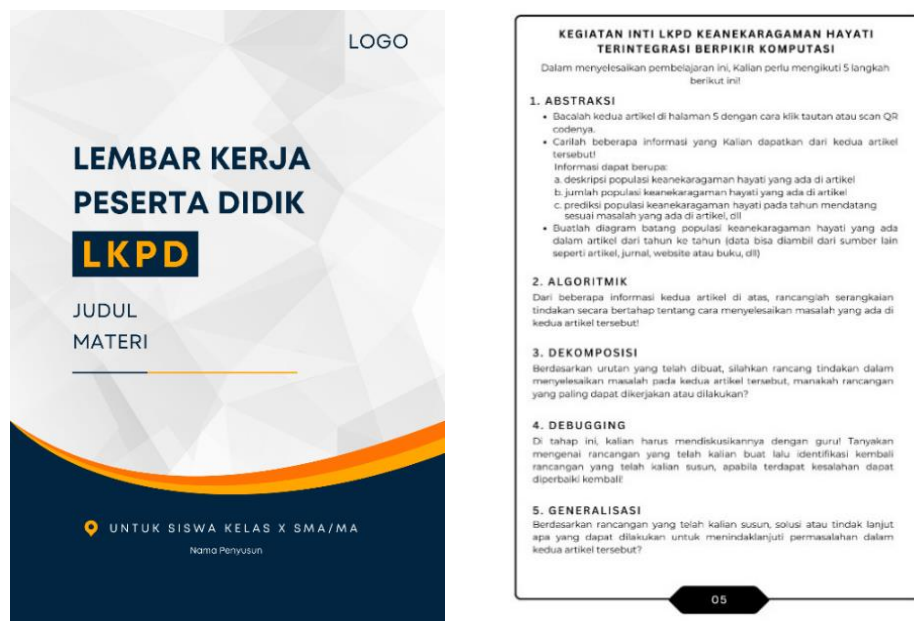 LOGO
LEMBAR KERJA
PESERTA DIDIK
LKPD
JUDUL
MATERI
UNTUK SISWA KELAS X SMA/MA
Nama Penyusun
KEGIATAN INTI LKPD KEANEKARAGAMAN HAYATI
TERINTEGRASI BERPIKIR KOMPUTASI
Dalam menyelesaikan pembelajaran ini, Kalian perlu mengikuti 5 langkah
berikut ini!
1. ABSTRAKSI
• Bacalah kedua artikel di halaman 5 dengan cara klik tautan atau scan QR
codenya.
• Carilah beberapa informasi yang Kalian dapatkan dari kedua artikel
tersebut!
Informasi dapat berupa:
a. deskripsi populasi keanekaragaman hayati yang ada di artikel
b. jumlah populasi keanekaragaman hayati yang ada di artikel
c. prediksi populasi keanekaragaman hayati pada tahun mendatang
sesuai masalah yang ada di artikel, dll
• Buatlah diagram batang populasi keanekaragaman hayati yang ada
dalam artikel dari tahun ke tahun (data bisa diambil dari sumber lain
seperti artikel, jurnal, website atau buku, dll)
2. ALGORITMIK
Dari beberapa informasi kedua artikel di atas, rancanglah serangkaian
tindakan secara bertahap tentang cara menyelesaikan masalah yang ada di
kedua artikel tersebut!
3. DEKOMPOSISI
Berdasarkan urutan yang telah dibuat, silahkan rancang tindakan dalam
menyelesaikan masalah pada kedua artikel tersebut, manakah rancangan
yang paling dapat dikerjakan atau dilakukan?
4. DEBUGGING
Di tahap ini, kalian harus mendiskusikannya dengan guru! Tanyakan
mengenai rancangan yang telah kalian buat lalu identifikasi kembali
rancangan yang telah kalian susun, apabila terdapat kesalahan dapat
diperbaiki kembali!
5. GENERALISASI
Berdasarkan rancangan yang telah kalian susun, solusi atau tindak lanjut
apa yang dapat dilakukan untuk menindaklanjuti permasalahan dalam
kedua artikel tersebut?
05